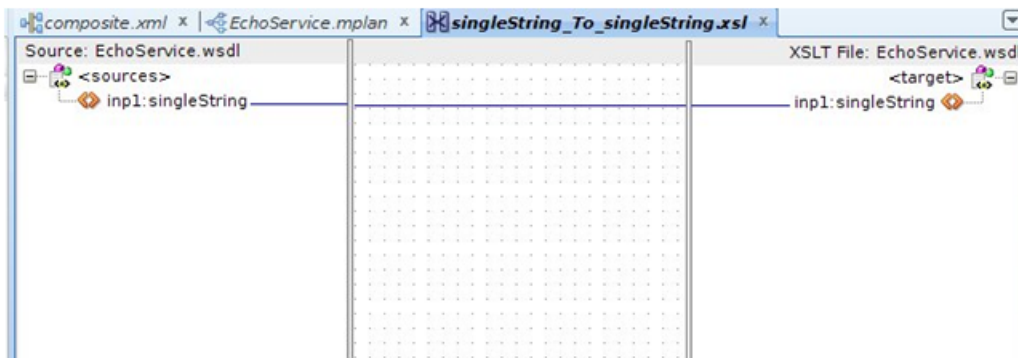 composite.xml x EchoService.mplan x singleString_To_singleString.xsl x
Source: EchoService.wsdl XSLT File: EchoService.wsd
<sources> <target>
inp1:singleString inp1:singleString